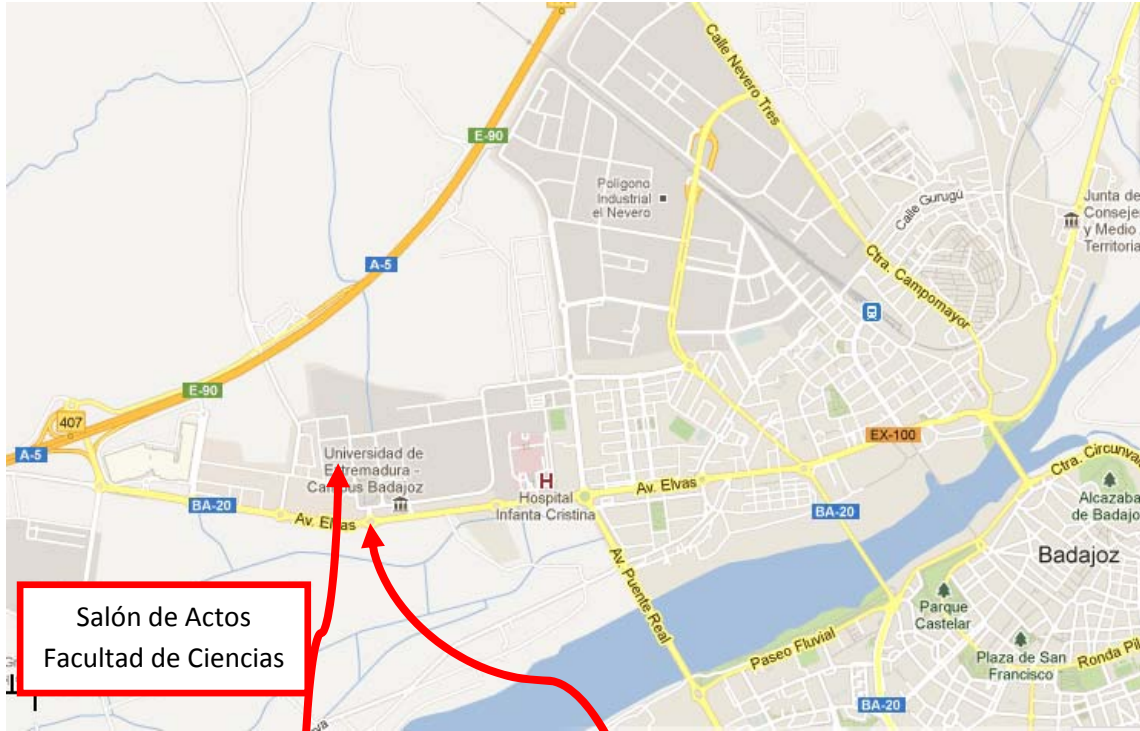 Calle Nevero Tres
E-90
Polígono
Industrial
el Nevero
Calle Gurugú
Junta de
Conseje
y Medio
Territoria
A-5
Ctra. Campomayor
E-90
407
A-5
EX-100
Universidad de
Extremadura -
Campus Badajoz
H
Hospital
Infanta Cristina
Av. Elvas
BA-20
Av. Elvas
BA-20
Ctra. Circunva
Alcazaba
de Badajo
Badajoz
Av. Puente Real
Parque
Castelar
Paseo Fluvial
Plaza de San
Francisco
Ronda Pil
BA-20
Salón de Actos
Facultad de Ciencias